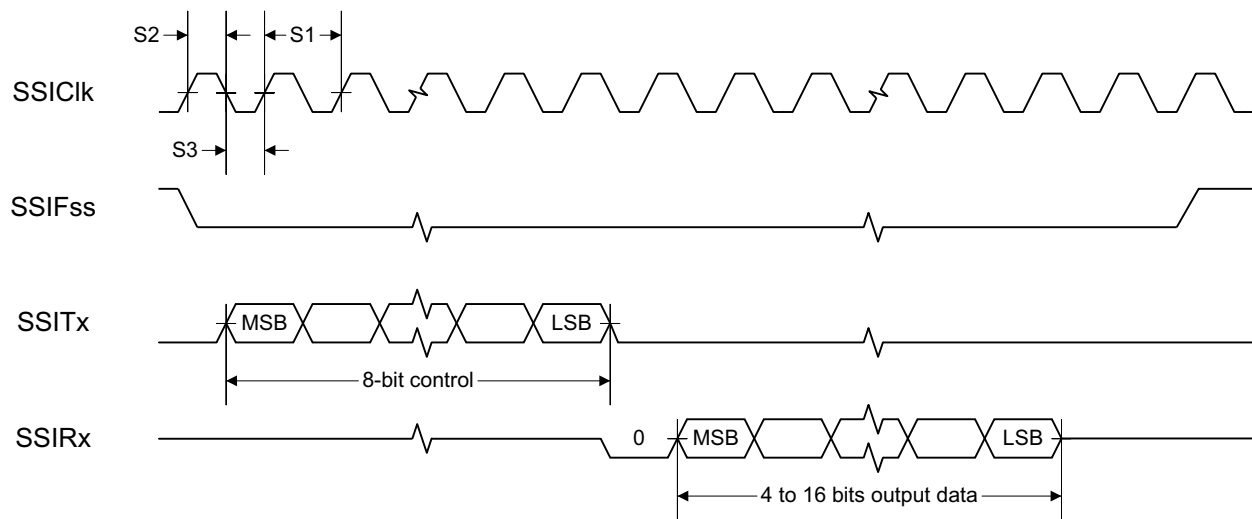 S2
S1
SSIClk
S3
SSIFss
SSITx
MSB
LSB
8-bit control
SSIRx
0
MSB
LSB
4 to 16 bits output data